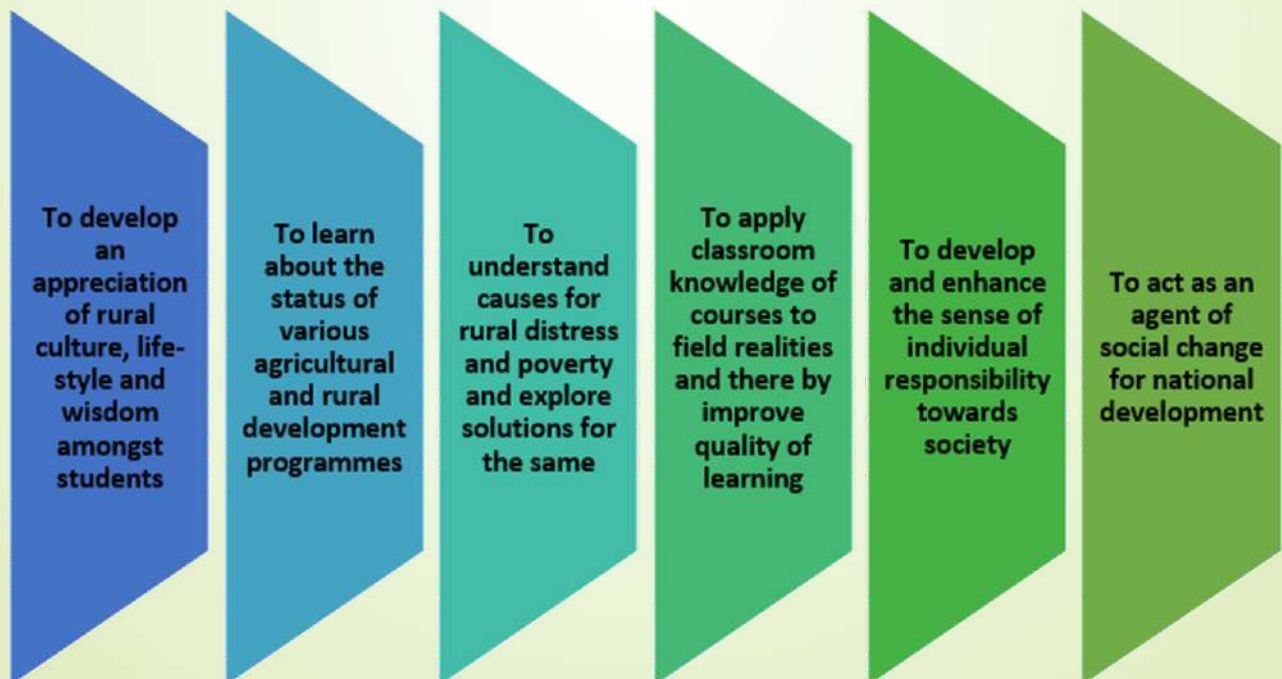 To develop
an
appreciation
of rural
culture, life-
style and
wisdom
amongst
students
To learn
about the
status of
various
agricultural
and rural
development
programmes
To
understand
causes for
rural distress
and poverty
and explore
solutions for
the same
To apply
classroom
knowledge of
courses to
field realities
and there by
improve
quality of
learning
To develop
and enhance
the sense of
individual
responsibility
towards
society
To act as an
agent of
social change
for national
development